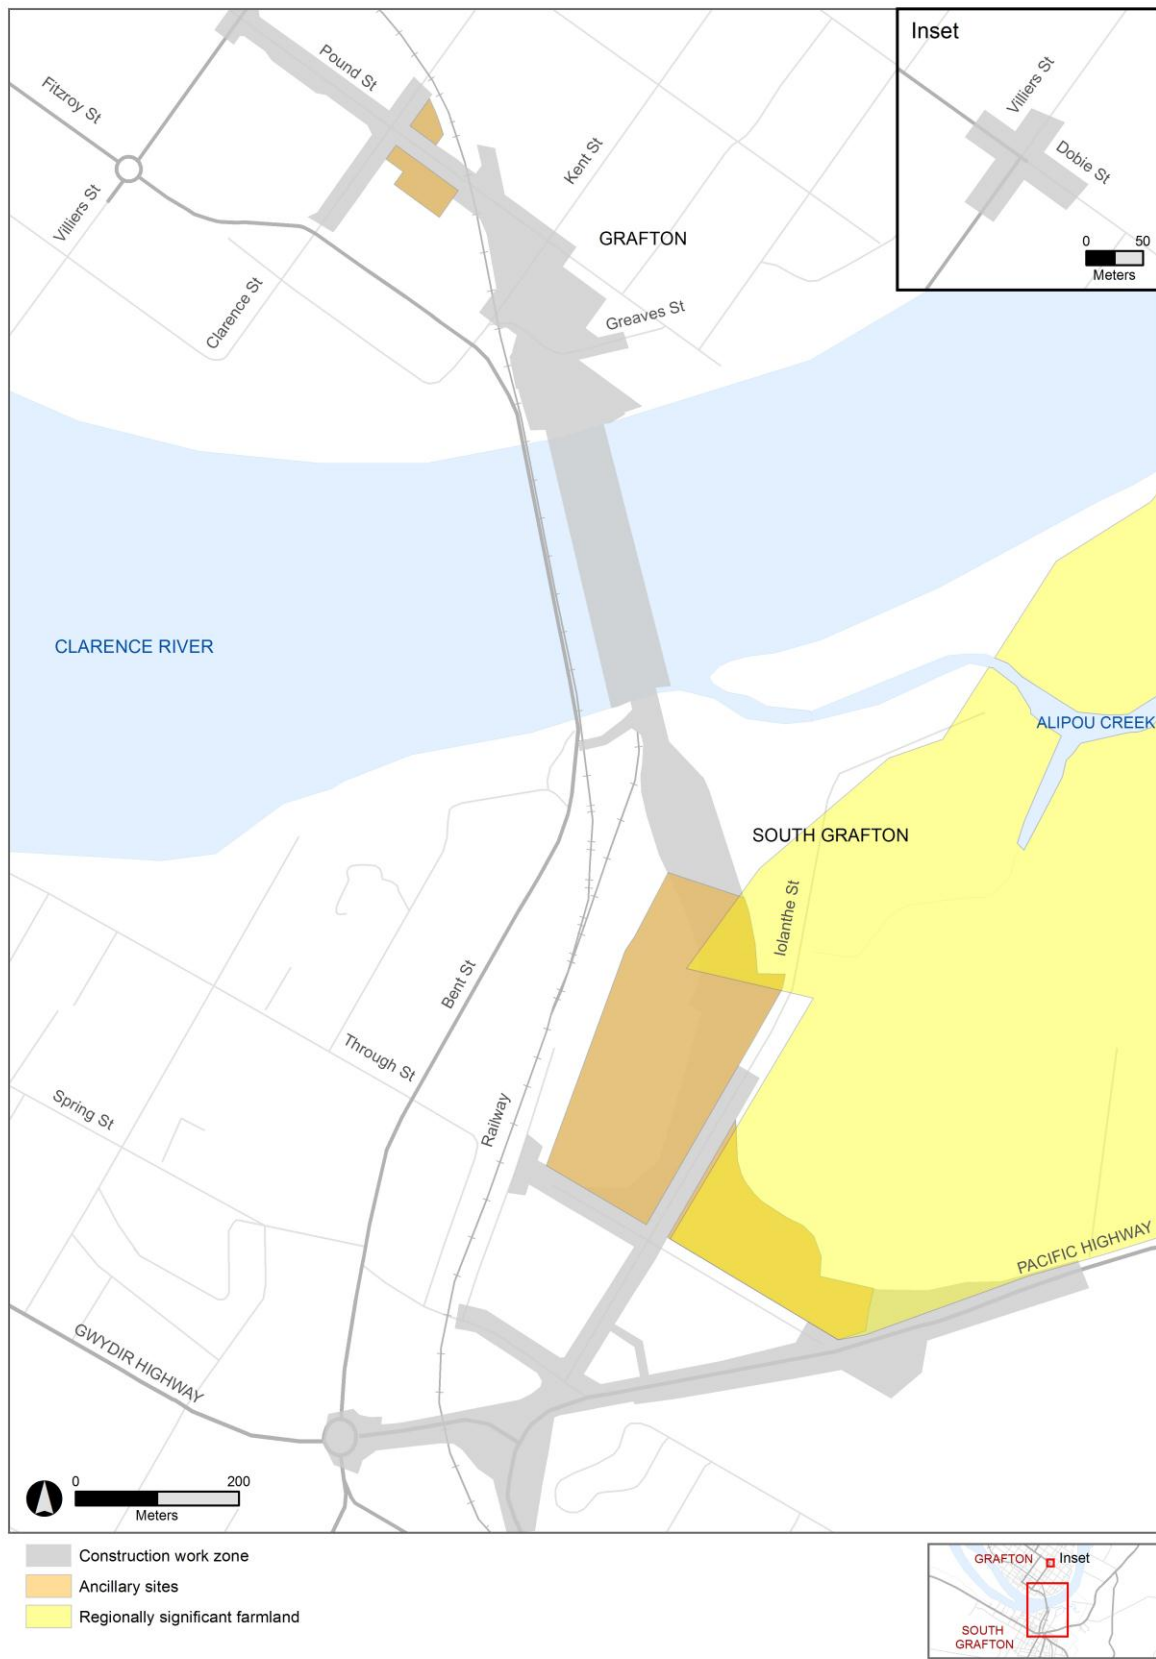 Inset
Villiers St
Dobie St
0 50
Meters
Pound St
Fitzroy St
Kent St
Villiers St
GRAFTON
Clarence St
Greaves St
CLARENCE RIVER
ALIPOU CREEK
SOUTH GRAFTON
Iolanthe St
Bent St
Through St
Spring St
Railway
PACIFIC HIGHWAY
GWYDIR HIGHWAY
0 200
Meters
Construction work zone
Ancillary sites
Regionally significant farmland
GRAFTON
Inset
SOUTH
GRAFTON